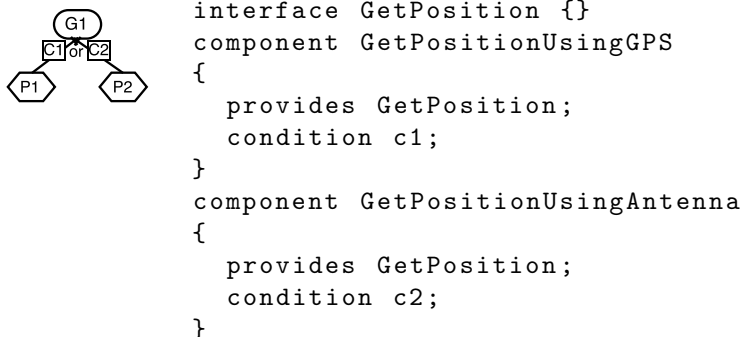 G1
C1 or C2
P1 P2
interface GetPosition {}
component GetPositionUsingGPS
{
provides GetPosition;
condition c1;
}
component GetPositionUsingAntenna
{
provides GetPosition;
condition c2;
}